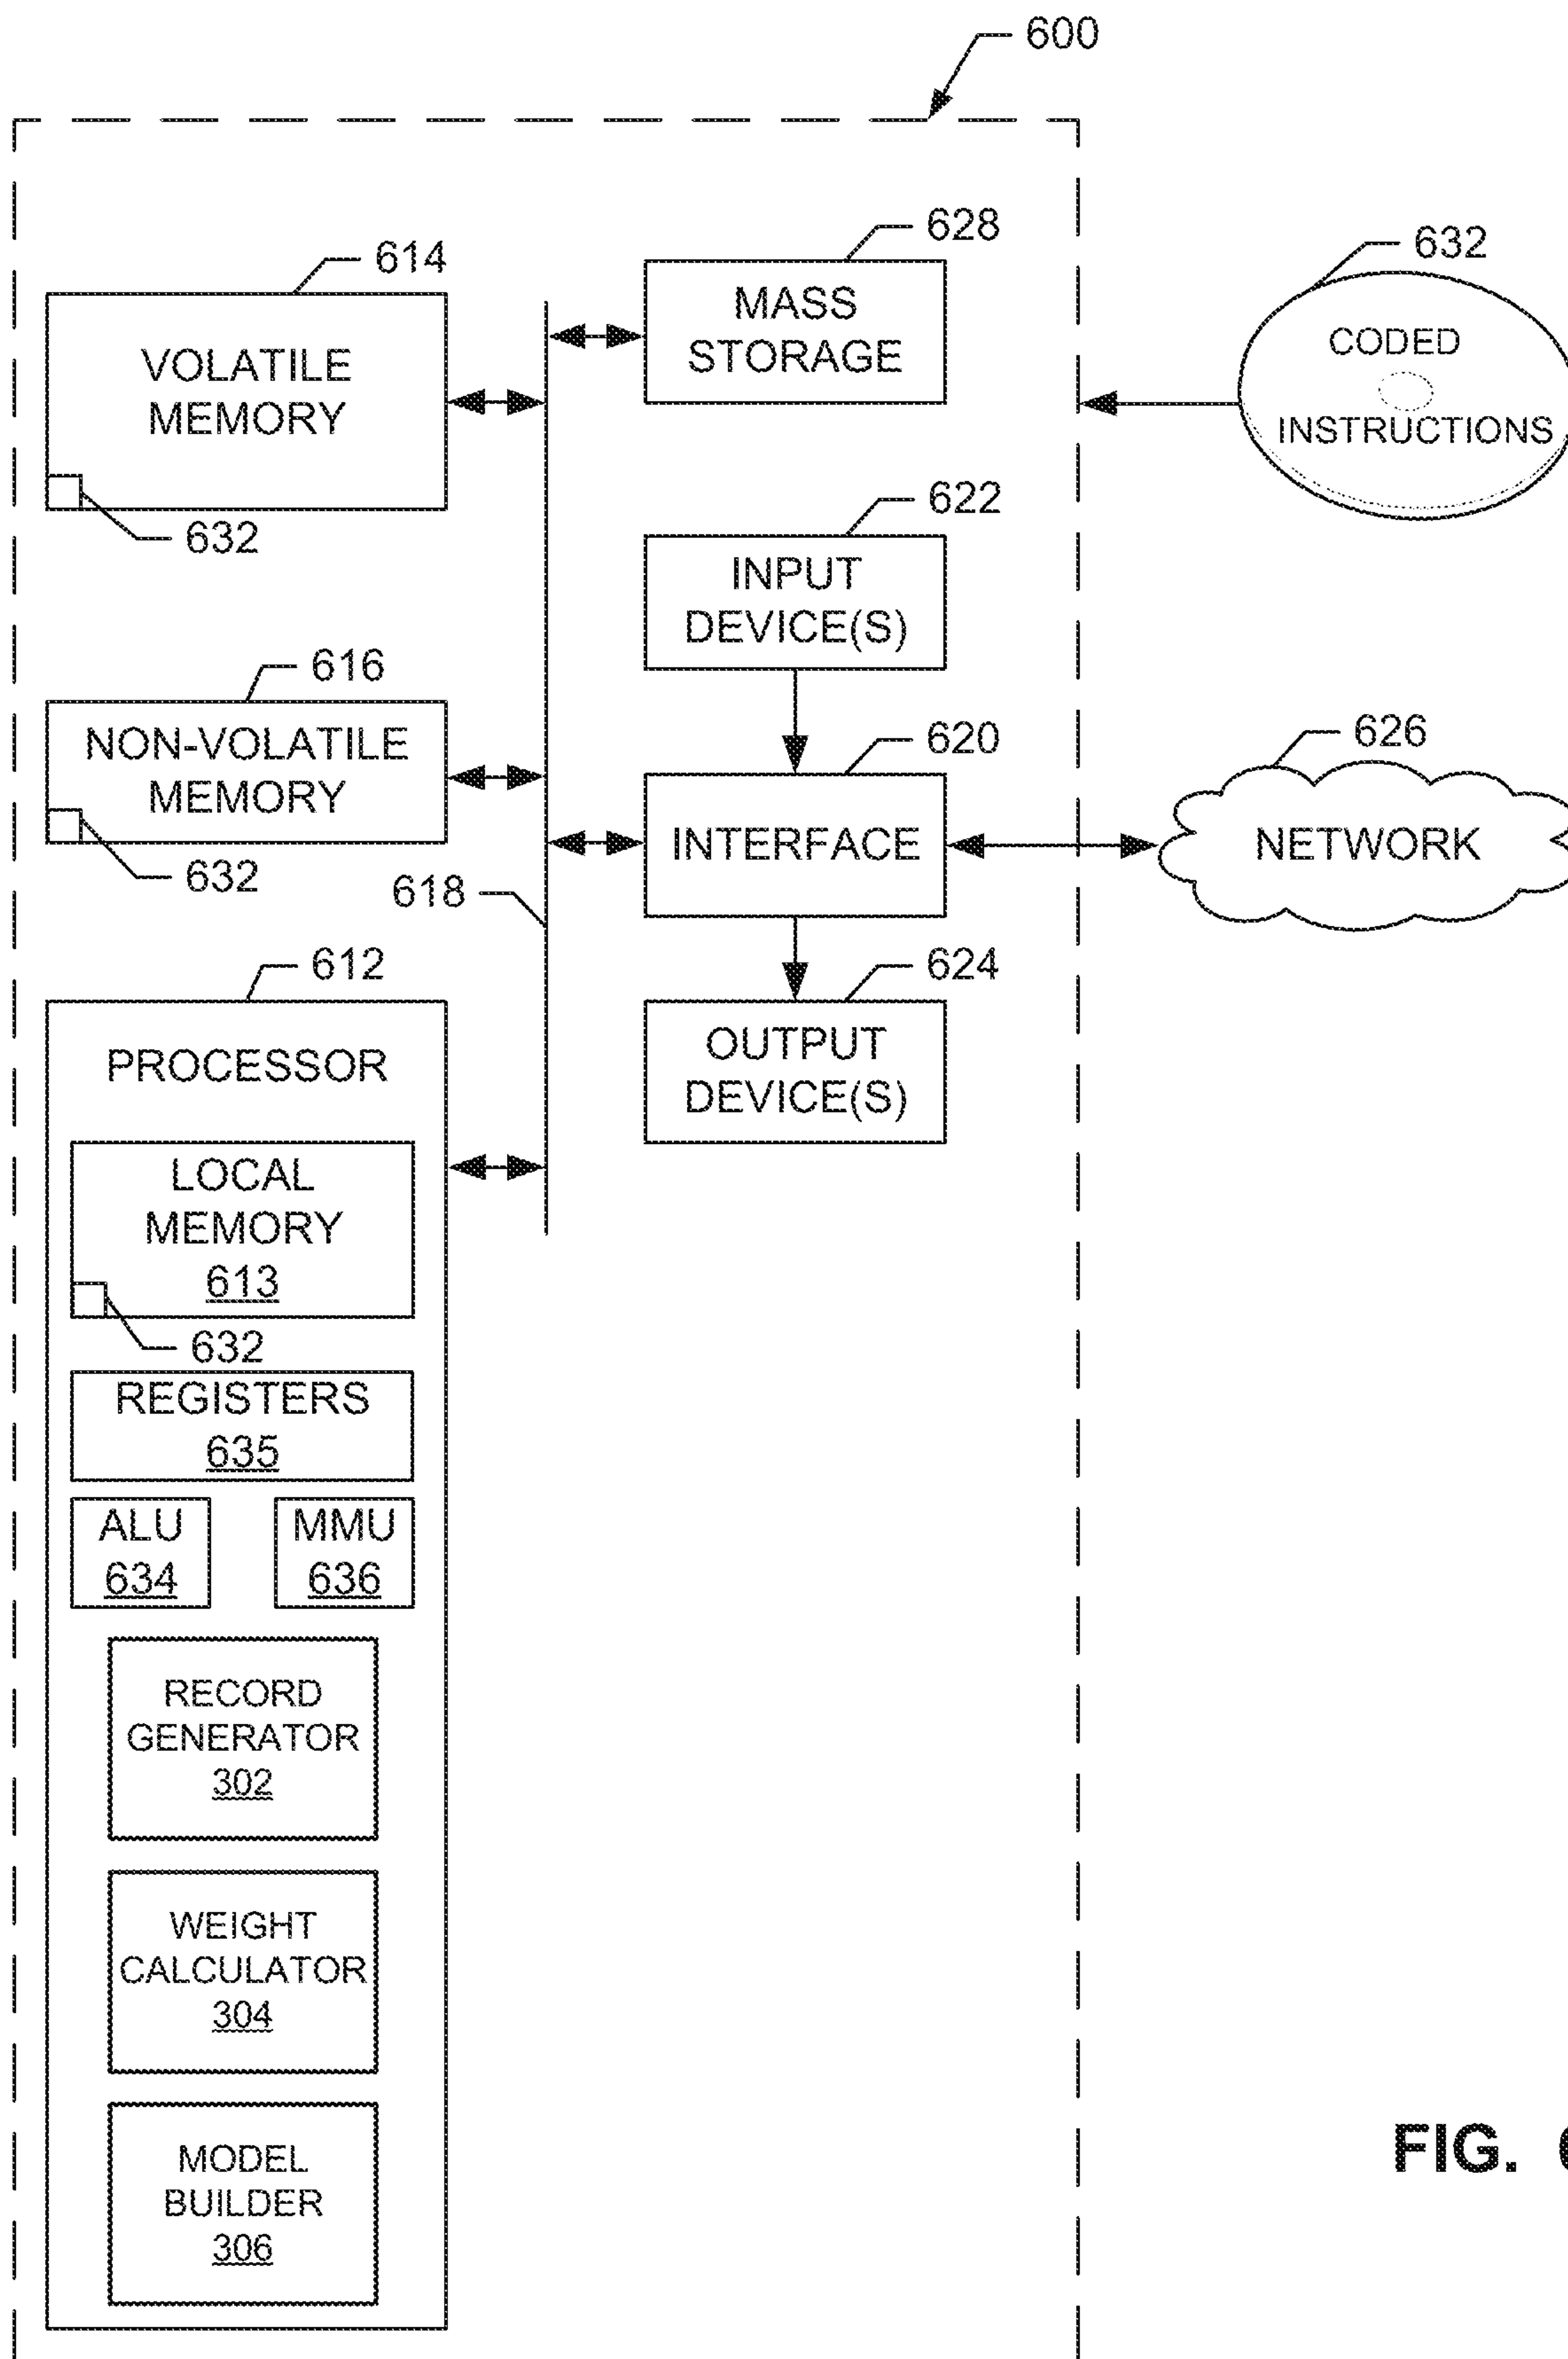 600
614
VOLATILE
MEMORY
632
628
MASS
STORAGE
632
CODED
INSTRUCTIONS
622
INPUT
DEVICE(S)
616
NON-VOLATILE
MEMORY
632
618
620
INTERFACE
626
NETWORK
624
OUTPUT
DEVICE(S)
612
PROCESSOR
LOCAL
MEMORY
613
632
REGISTERS
635
ALU
634
MMU
636
RECORD
GENERATOR
302
WEIGHT
CALCULATOR
304
MODEL
BUILDER
306
FIG. 6